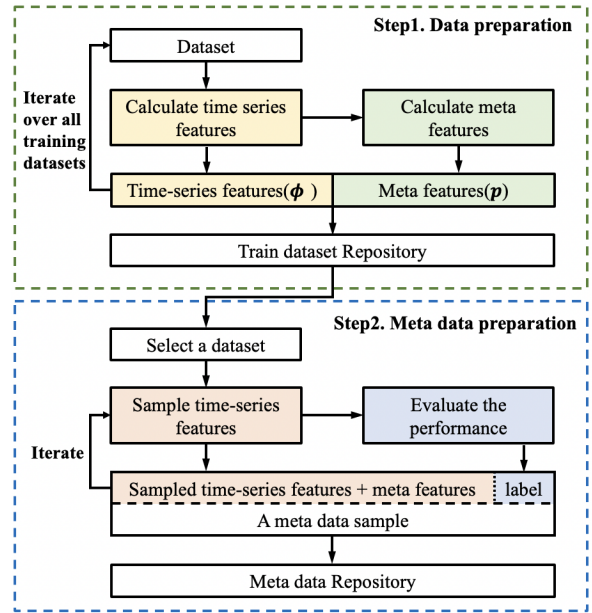 Step1. Data preparation
Dataset
Iterate
over all
training
datasets
Calculate time series
features
Calculate meta
features
Time-series features(ϕ )
Meta features(p)
Train dataset Repository
Step2. Meta data preparation
Select a dataset
Sample time-series
features
Evaluate the
performance
Iterate
Sampled time-series features + meta features
label
A meta data sample
Meta data Repository